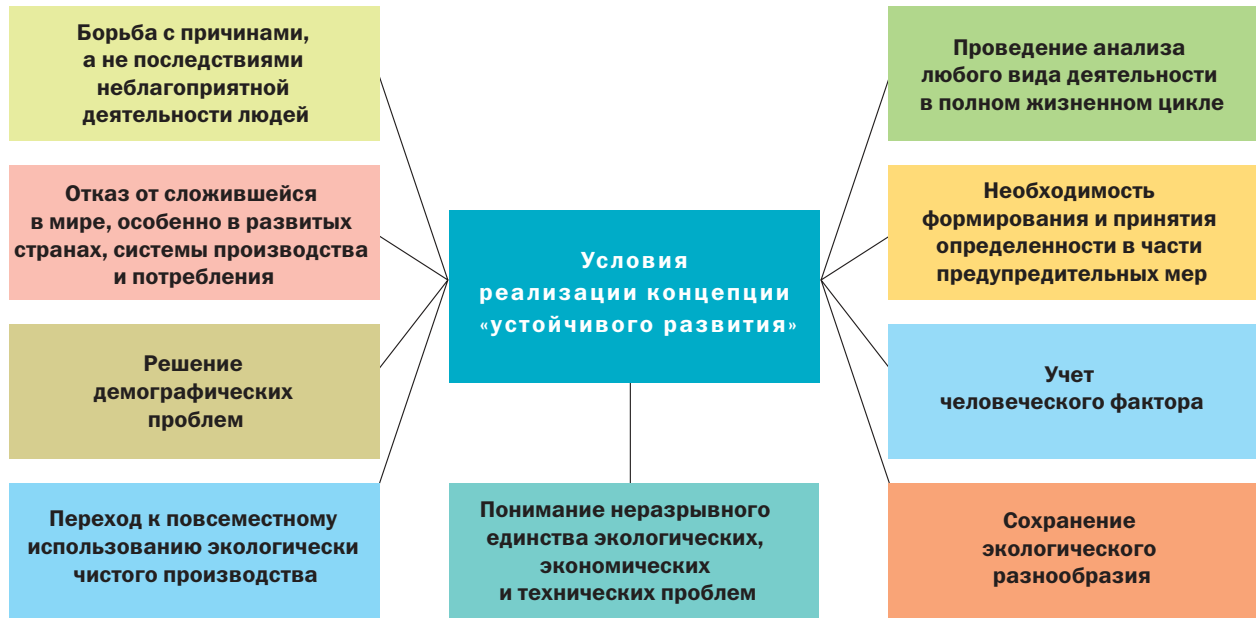 Борьба с причинами,
а не последствиями
неблагоприятной
деятельности людей
Отказ от сложившейся
в мире, особенно в развитых
странах, системы производства
и потребления
Решение
демографических
проблем
Переход к повсеместному
использованию экологически
чистого производства
Условия
реализации концепции
«устойчивого развития»
Понимание неразрывного
единства экологических,
экономических
и технических проблем
Проведение анализа
любого вида деятельности
в полном жизненном цикле
Необходимость
формирования и принятия
определенности в части
предупредительных мер
Учет
человеческого фактора
Сохранение
экологического
разнообразия